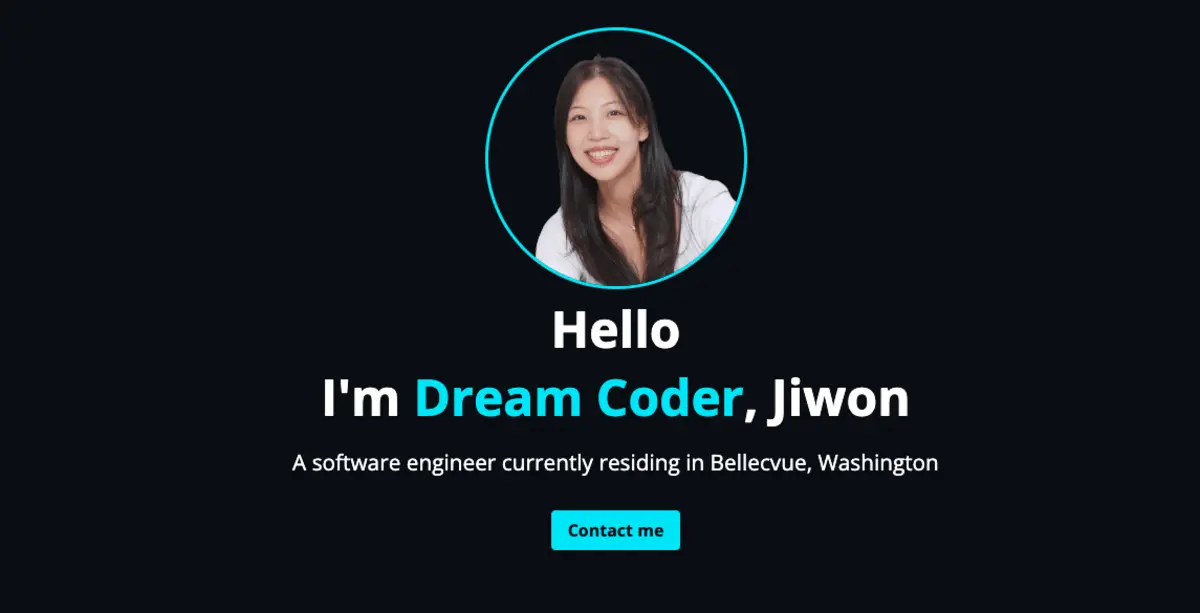 Hello
I'm Dream Coder, Jiwon
A software engineer currently residing in Bellecvue, Washington
Contact me